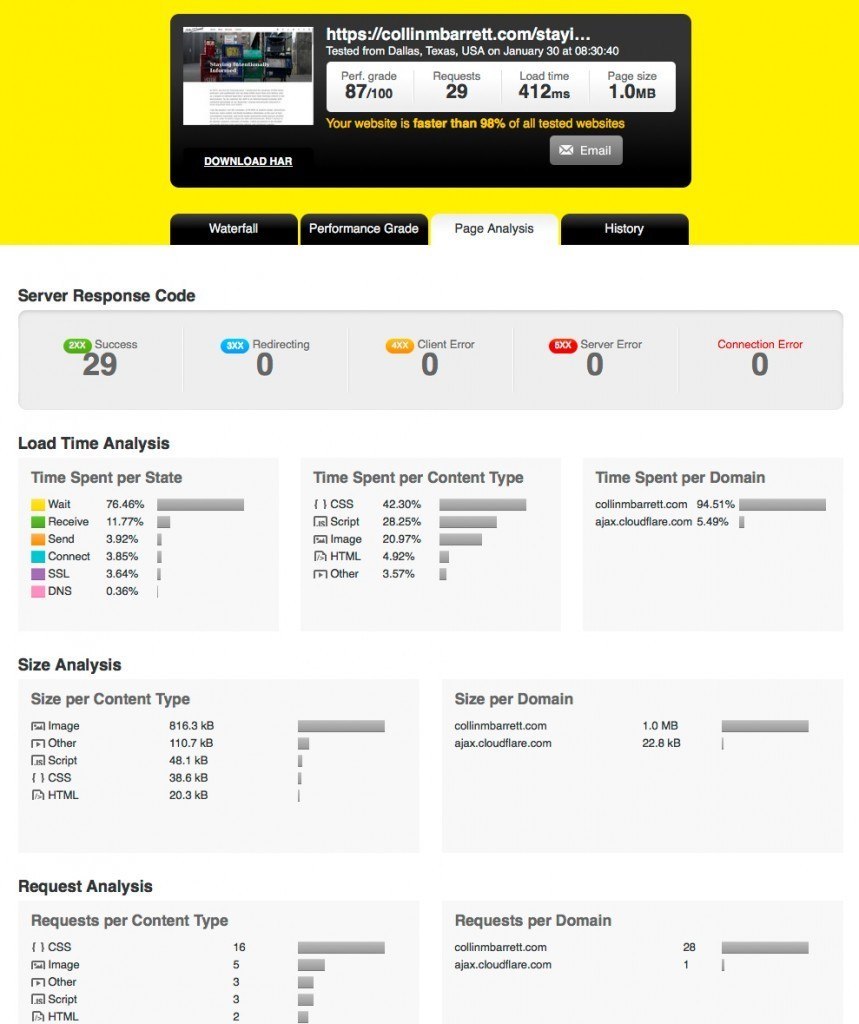 https://collinmbarrett.com/stayi...
Tested from Dallas, Texas, USA on January 30 at 08:30:40
Perf. grade Requests Load time Page size
87/100 29 412ms 1.0MB
Your website is faster than 98% of all tested websites
Staying Intentionally
Informed
DOWNLOAD HAR
Email
Waterfall Performance Grade Page Analysis History
Server Response Code
2XX Success 3XX Redirecting 4XX Client Error 5XX Server Error Connection Error
29 0 0 0 0
Load Time Analysis
Time Spent per State
Wait 76.46%
Receive 11.77%
Send 3.92%
Connect 3.85%
SSL 3.64%
DNS 0.36%
Time Spent per Content Type
{ } CSS 42.30%
JS Script 28.25%
Image 20.97%
HTML 4.92%
Other 3.57%
Time Spent per Domain
collinmbarrett.com 94.51%
ajax.cloudflare.com 5.49%
Size Analysis
Size per Content Type
Image 816.3 kB
Other 110.7 kB
JS Script 48.1 kB
{ } CSS 38.6 kB
HTML 20.3 kB
Size per Domain
collinmbarrett.com 1.0 MB
ajax.cloudflare.com 22.8 kB
Request Analysis
Requests per Content Type
{ } CSS 16
Image 5
Other 3
JS Script 3
HTML 2
Requests per Domain
collinmbarrett.com 28
ajax.cloudflare.com 1